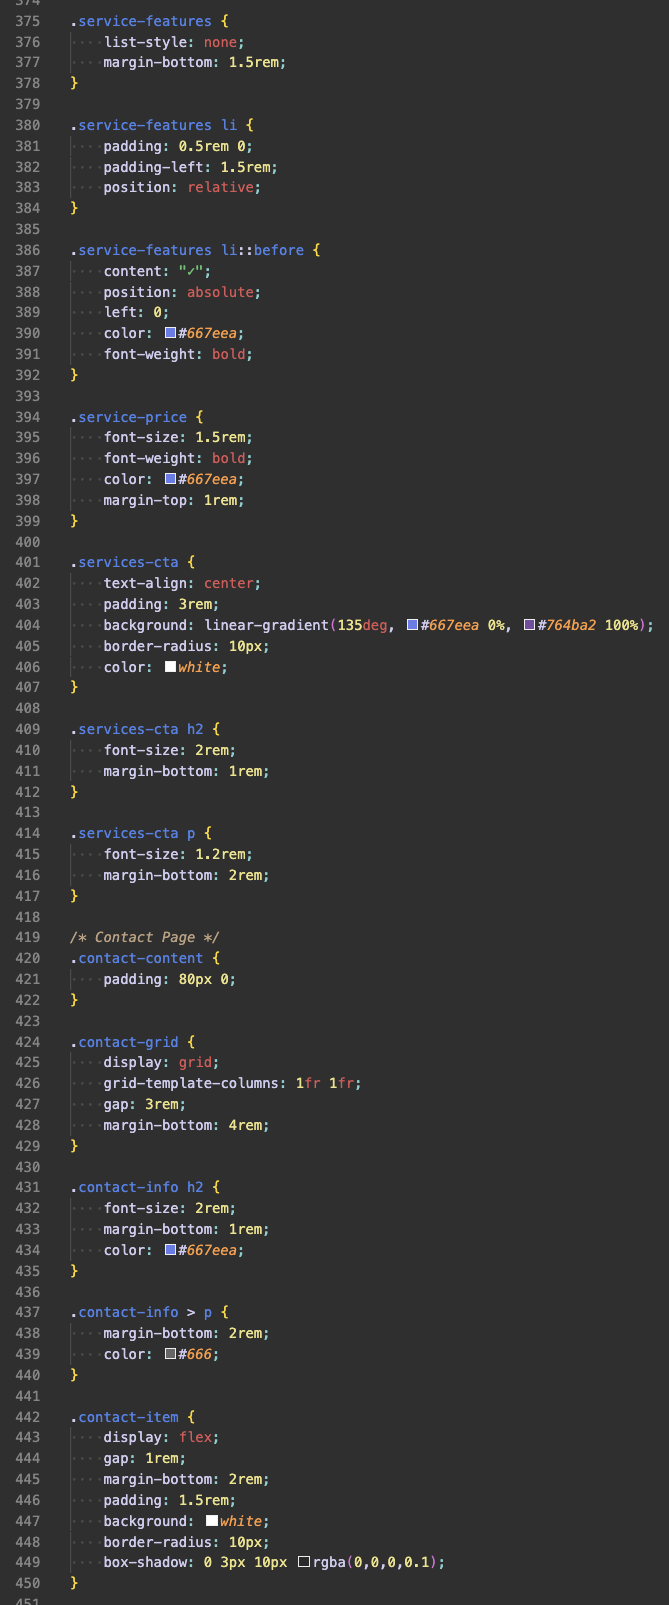 374
375 .service-features {
376     list-style: none;
377     margin-bottom: 1.5rem;
378 }
379
380 .service-features li {
381     padding: 0.5rem 0;
382     padding-left: 1.5rem;
383     position: relative;
384 }
385
386 .service-features li::before {
387     content: "✓";
388     position: absolute;
389     left: 0;
390     color: #667eea;
391     font-weight: bold;
392 }
393
394 .service-price {
395     font-size: 1.5rem;
396     font-weight: bold;
397     color: #667eea;
398     margin-top: 1rem;
399 }
400
401 .services-cta {
402     text-align: center;
403     padding: 3rem;
404     background: linear-gradient(135deg, #667eea 0%, #764ba2 100%);
405     border-radius: 10px;
406     color: white;
407 }
408
409 .services-cta h2 {
410     font-size: 2rem;
411     margin-bottom: 1rem;
412 }
413
414 .services-cta p {
415     font-size: 1.2rem;
416     margin-bottom: 2rem;
417 }
418
419 /* Contact Page */
420 .contact-content {
421     padding: 80px 0;
422 }
423
424 .contact-grid {
425     display: grid;
426     grid-template-columns: 1fr 1fr;
427     gap: 3rem;
428     margin-bottom: 4rem;
429 }
430
431 .contact-info h2 {
432     font-size: 2rem;
433     margin-bottom: 1rem;
434     color: #667eea;
435 }
436
437 .contact-info > p {
438     margin-bottom: 2rem;
439     color: #666;
440 }
441
442 .contact-item {
443     display: flex;
444     gap: 1rem;
445     margin-bottom: 2rem;
446     padding: 1.5rem;
447     background: white;
448     border-radius: 10px;
449     box-shadow: 0 3px 10px rgba(0,0,0,0.1);
450 }
451